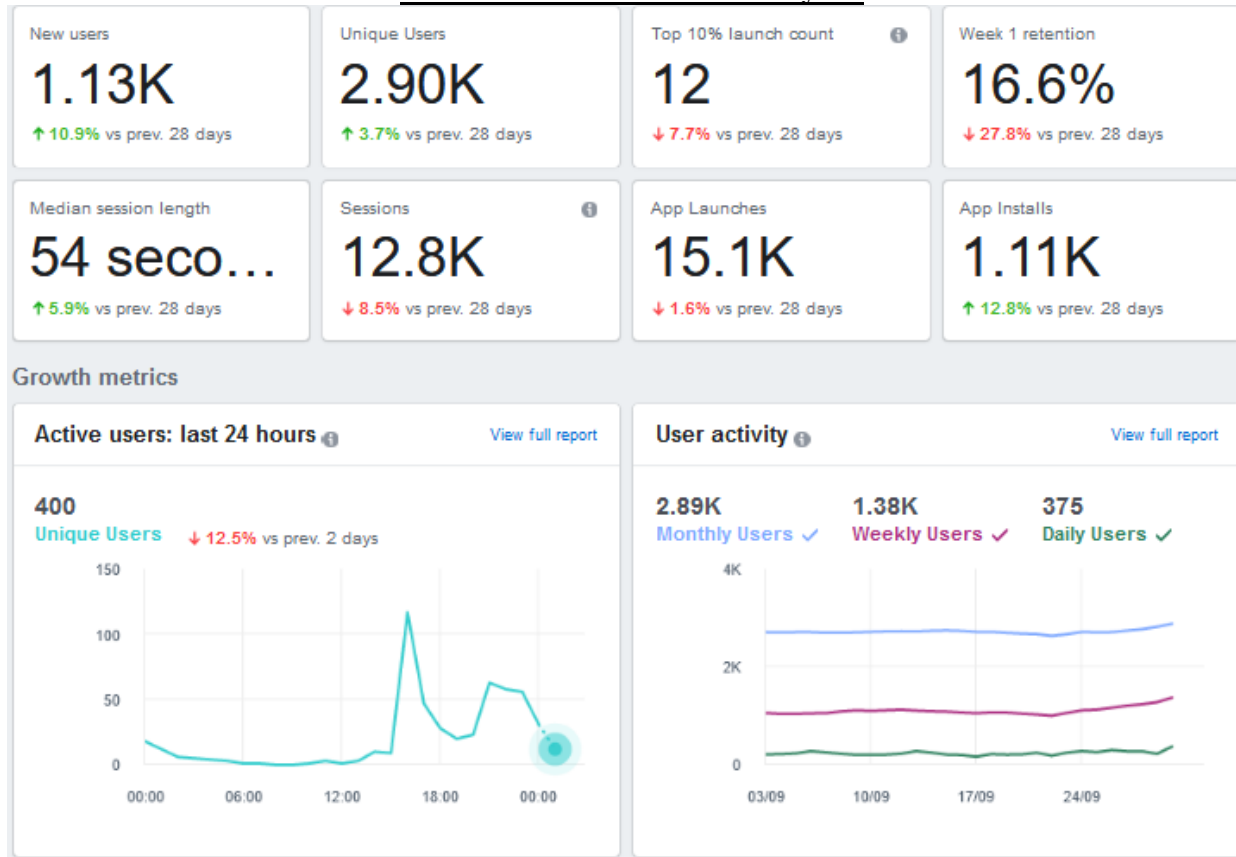 New users
1.13K
↑ 10.9% vs prev. 28 days
Unique Users
2.90K
↑ 3.7% vs prev. 28 days
Top 10% launch count
12
↓ 7.7% vs prev. 28 days
Week 1 retention
16.6%
↓ 27.8% vs prev. 28 days
Median session length
54 seco...
↑ 5.9% vs prev. 28 days
Sessions
12.8K
↓ 8.5% vs prev. 28 days
App Launches
15.1K
↓ 1.6% vs prev. 28 days
App Installs
1.11K
↑ 12.8% vs prev. 28 days
Growth metrics
Active users: last 24 hours
View full report
400
Unique Users ↓ 12.5% vs prev. 2 days
150
100
50
0
00:00 06:00 12:00 18:00 00:00
User activity
View full report
2.89K 1.38K 375
Monthly Users ✓ Weekly Users ✓ Daily Users ✓
4K
2K
0
03/09 10/09 17/09 24/09